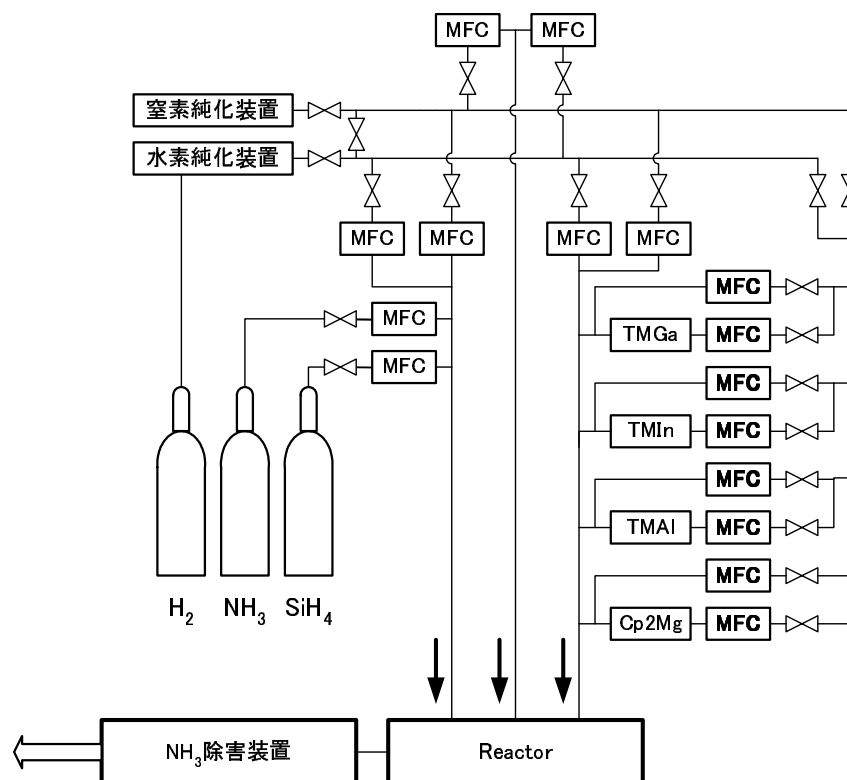 MFC MFC
窒素純化装置
水素純化装置
MFC MFC MFC MFC
MFC
MFC TMGa MFC
MFC
MFC
TMIn MFC
MFC
TMAl MFC
MFC
H2 NH3 SiH4
Cp2Mg MFC
NH3除害装置 Reactor